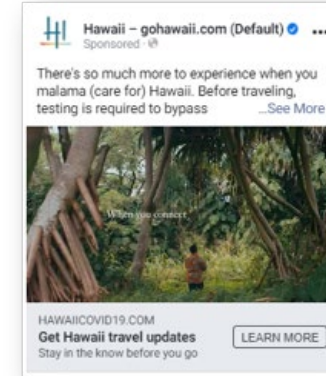 Hawaii – gohawaii.com (Default)
Sponsored ·
There's so much more to experience when you
malama (care for) Hawaii. Before traveling,
testing is required to bypass ...See More
When you connect
HAWAIICOVID19.COM
Get Hawaii travel updates
Stay in the know before you go
LEARN MORE